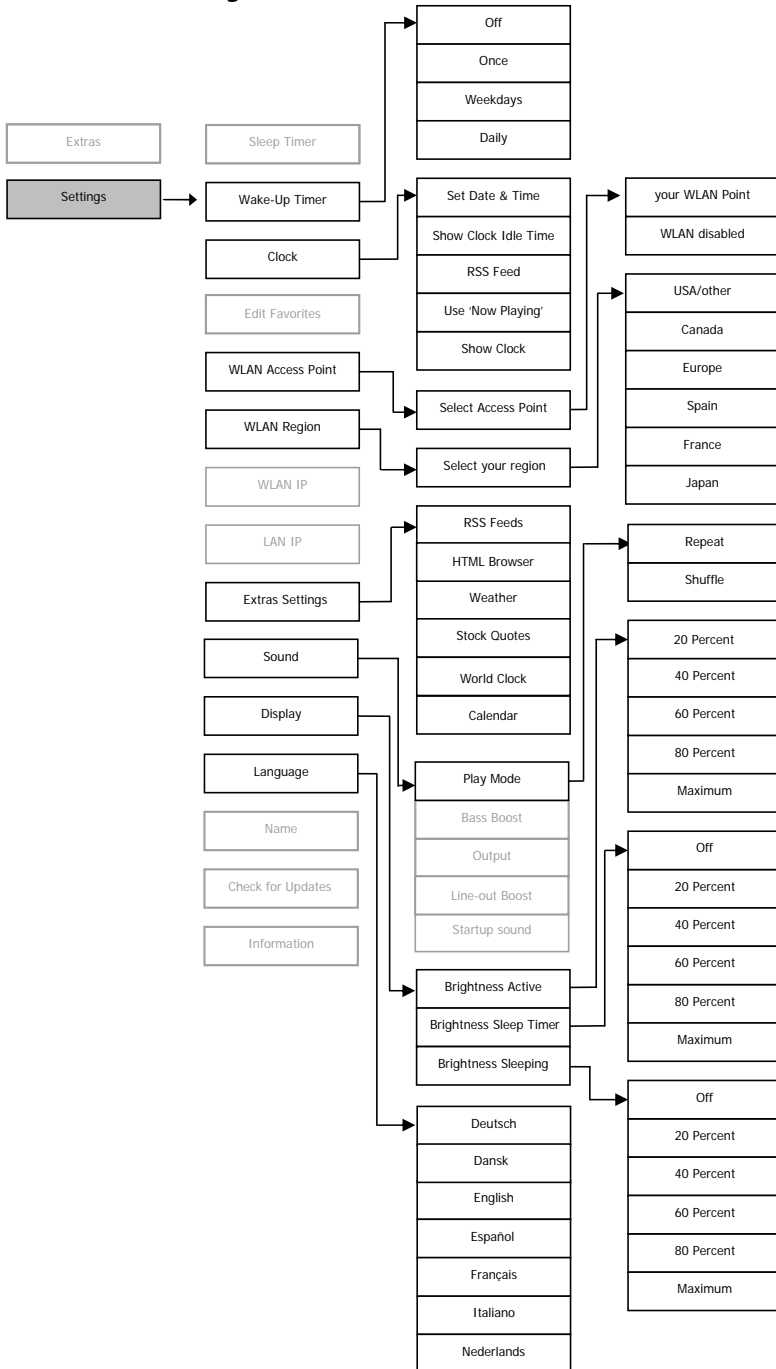 Off
Once
Weekdays
Daily
Extras
Settings
Sleep Timer
Wake-Up Timer
Clock
Edit Favorites
WLAN Access Point
WLAN Region
WLAN IP
LAN IP
Extras Settings
Sound
Display
Language
Name
Check for Updates
Information
Set Date & Time
Show Clock Idle Time
RSS Feed
Use ‘Now Playing’
Show Clock
Select Access Point
Select your region
RSS Feeds
HTML Browser
Weather
Stock Quotes
World Clock
Calendar
Play Mode
Bass Boost
Output
Line-out Boost
Startup sound
Brightness Active
Brightness Sleep Timer
Brightness Sleeping
Deutsch
Dansk
English
Español
Français
Italiano
Nederlands
your WLAN Point
WLAN disabled
USA/other
Canada
Europe
Spain
France
Japan
Repeat
Shuffle
20 Percent
40 Percent
60 Percent
80 Percent
Maximum
Off
20 Percent
40 Percent
60 Percent
80 Percent
Maximum
Off
20 Percent
40 Percent
60 Percent
80 Percent
Maximum